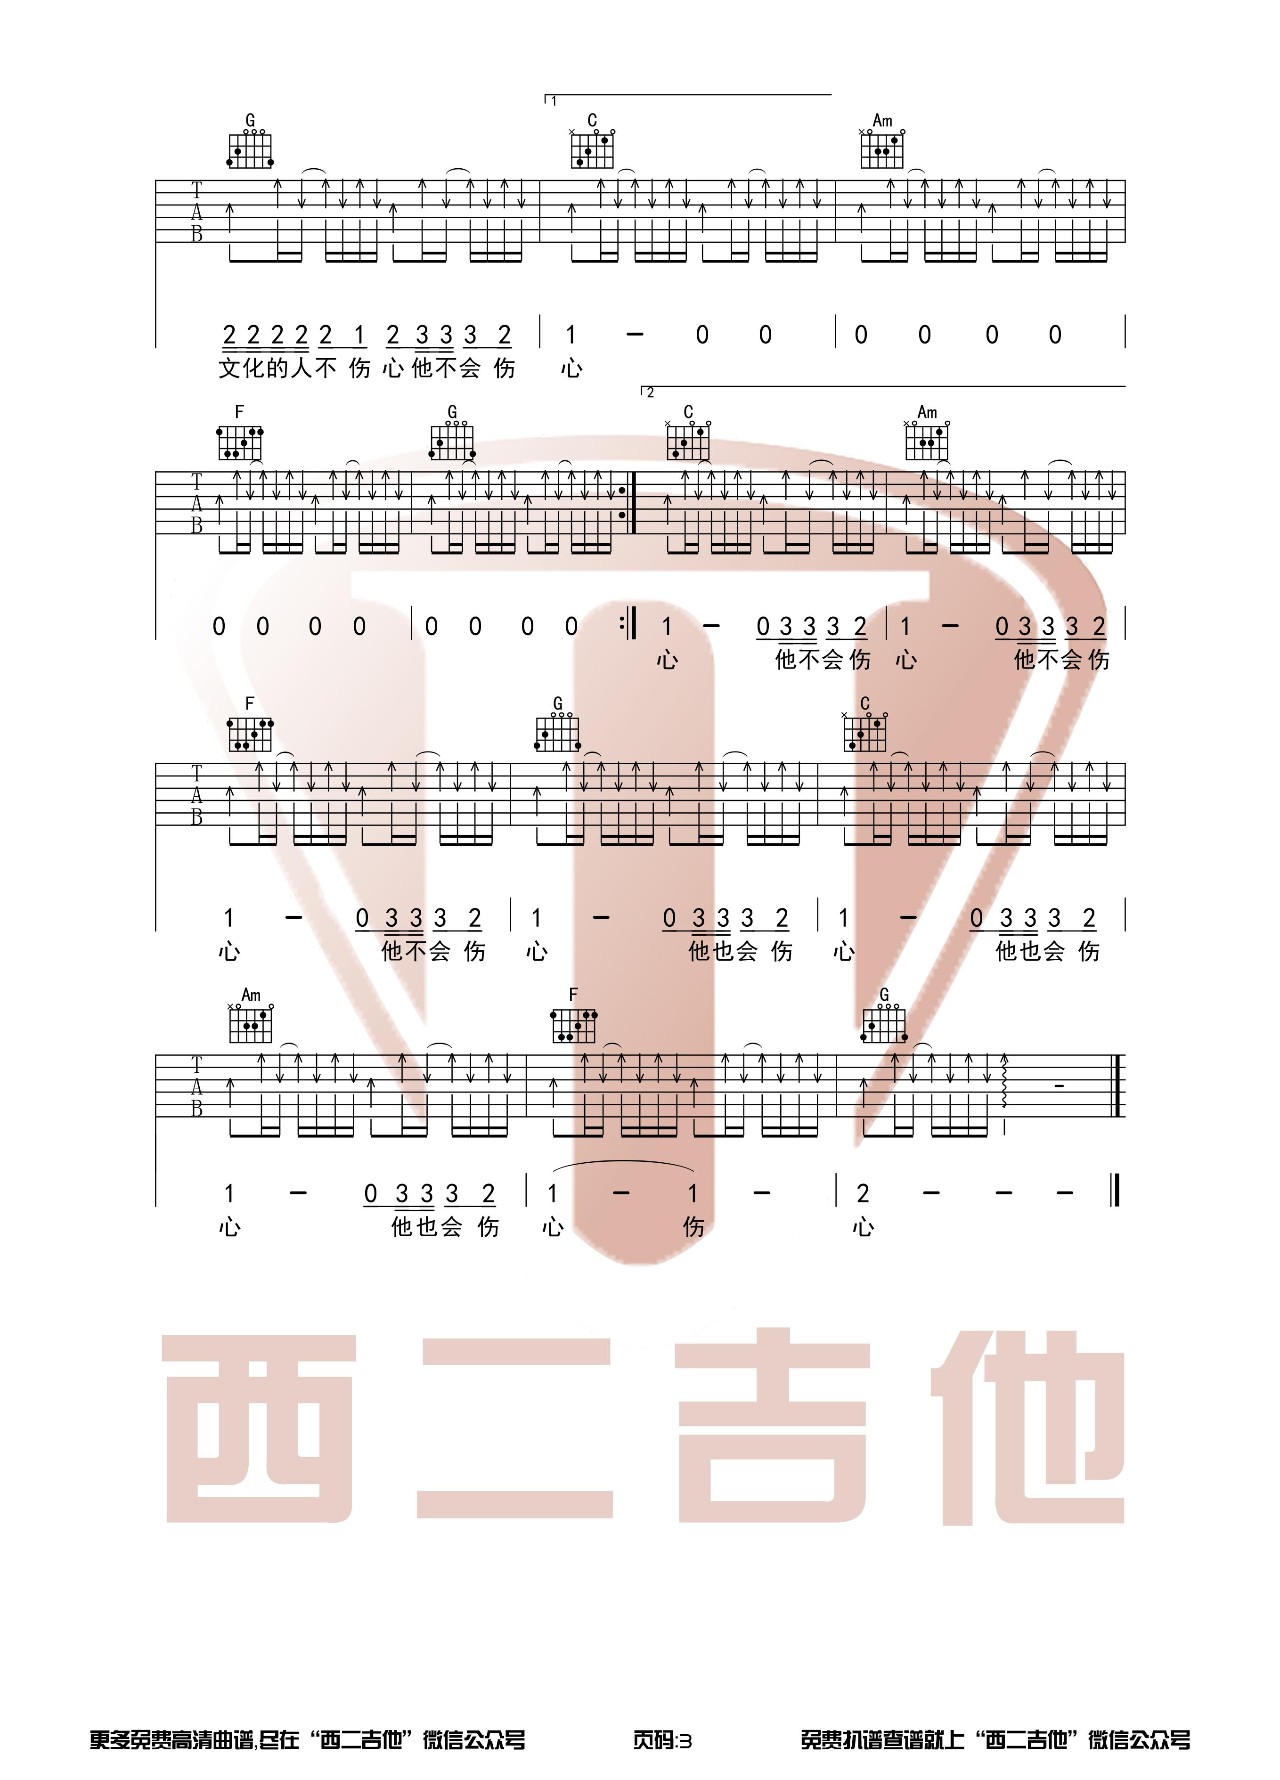 1
G C Am
T
A
B
2 2 2 2 2 1 2 3 3 3 2 1 - 0 0 0 0 0 0
文化的人不伤心他不会伤心
2
F G C Am
T
A
B
0 0 0 0 0 0 0 0 1 - 0 3 3 3 2 1 - 0 3 3 3 2
心 他不会伤心 他不会伤
F G C
T
A
B
1 - 0 3 3 3 2 1 - 0 3 3 3 2 1 - 0 3 3 3 2
心 他不会伤心 他也会伤心 他也会伤
Am F G
T
A
B
1 - 0 3 3 3 2 1 - 1 - 2 - - -
心 他也会伤心 伤 心
西二吉他
更多免费高清曲谱,尽在“西二吉他”微信公众号 页码:3 免费扒谱查谱就上“西二吉他”微信公众号